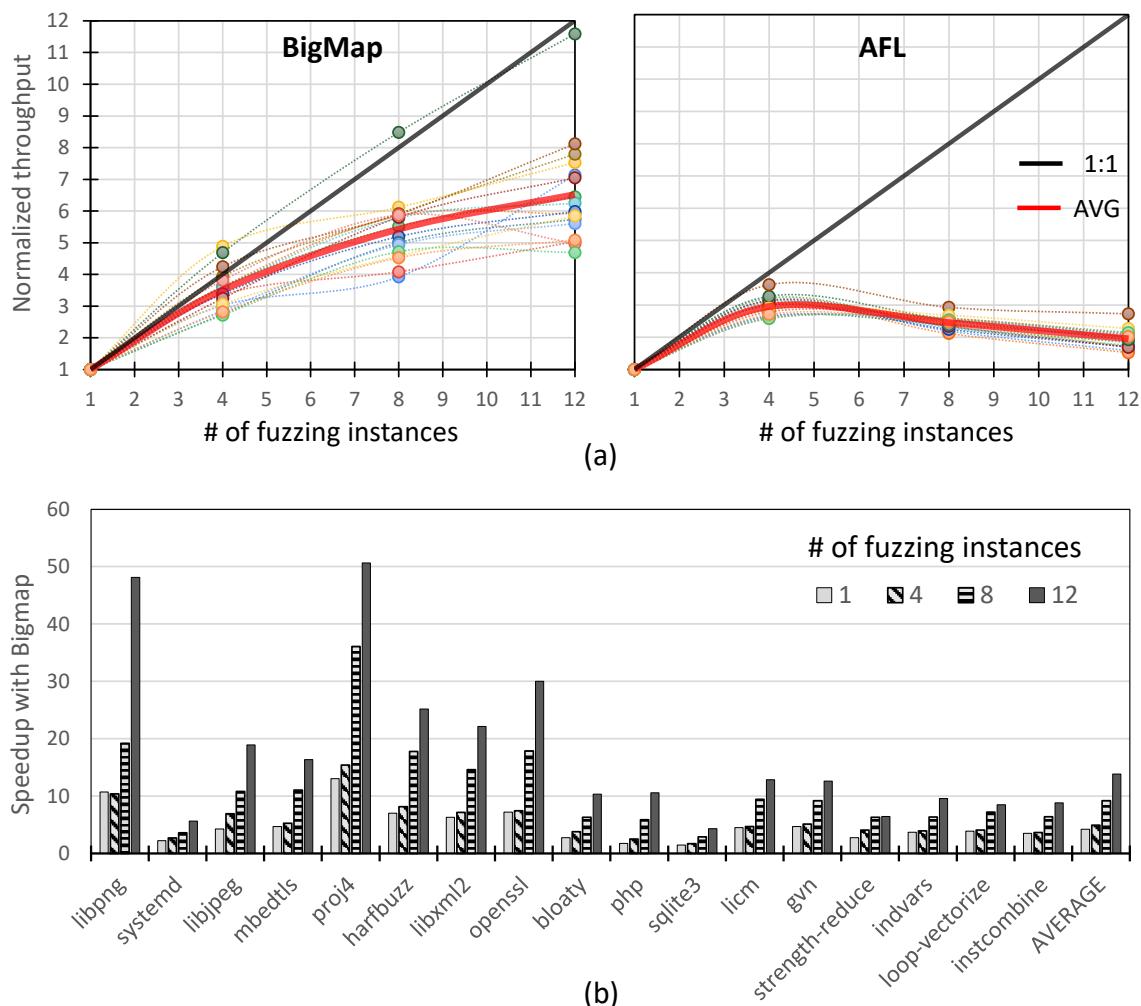 BigMap
AFL
Normalized throughput
12
11
10
9
8
7
6
5
4
3
2
1
1 2 3 4 5 6 7 8 9 10 11 12
1 2 3 4 5 6 7 8 9 10 11 12
1:1
AVG
# of fuzzing instances
# of fuzzing instances
(a)
Speedup with Bigmap
60
50
40
30
20
10
0
# of fuzzing instances
1 4 8 12
libpng
systemd
libjpeg
mbedtls
proj4
harfbuzz
libxml2
openssl
bloaty
php
sqlite3
licm
gvn
strength-reduce
indvars
loop-vectorize
instcombine
AVERAGE
(b)